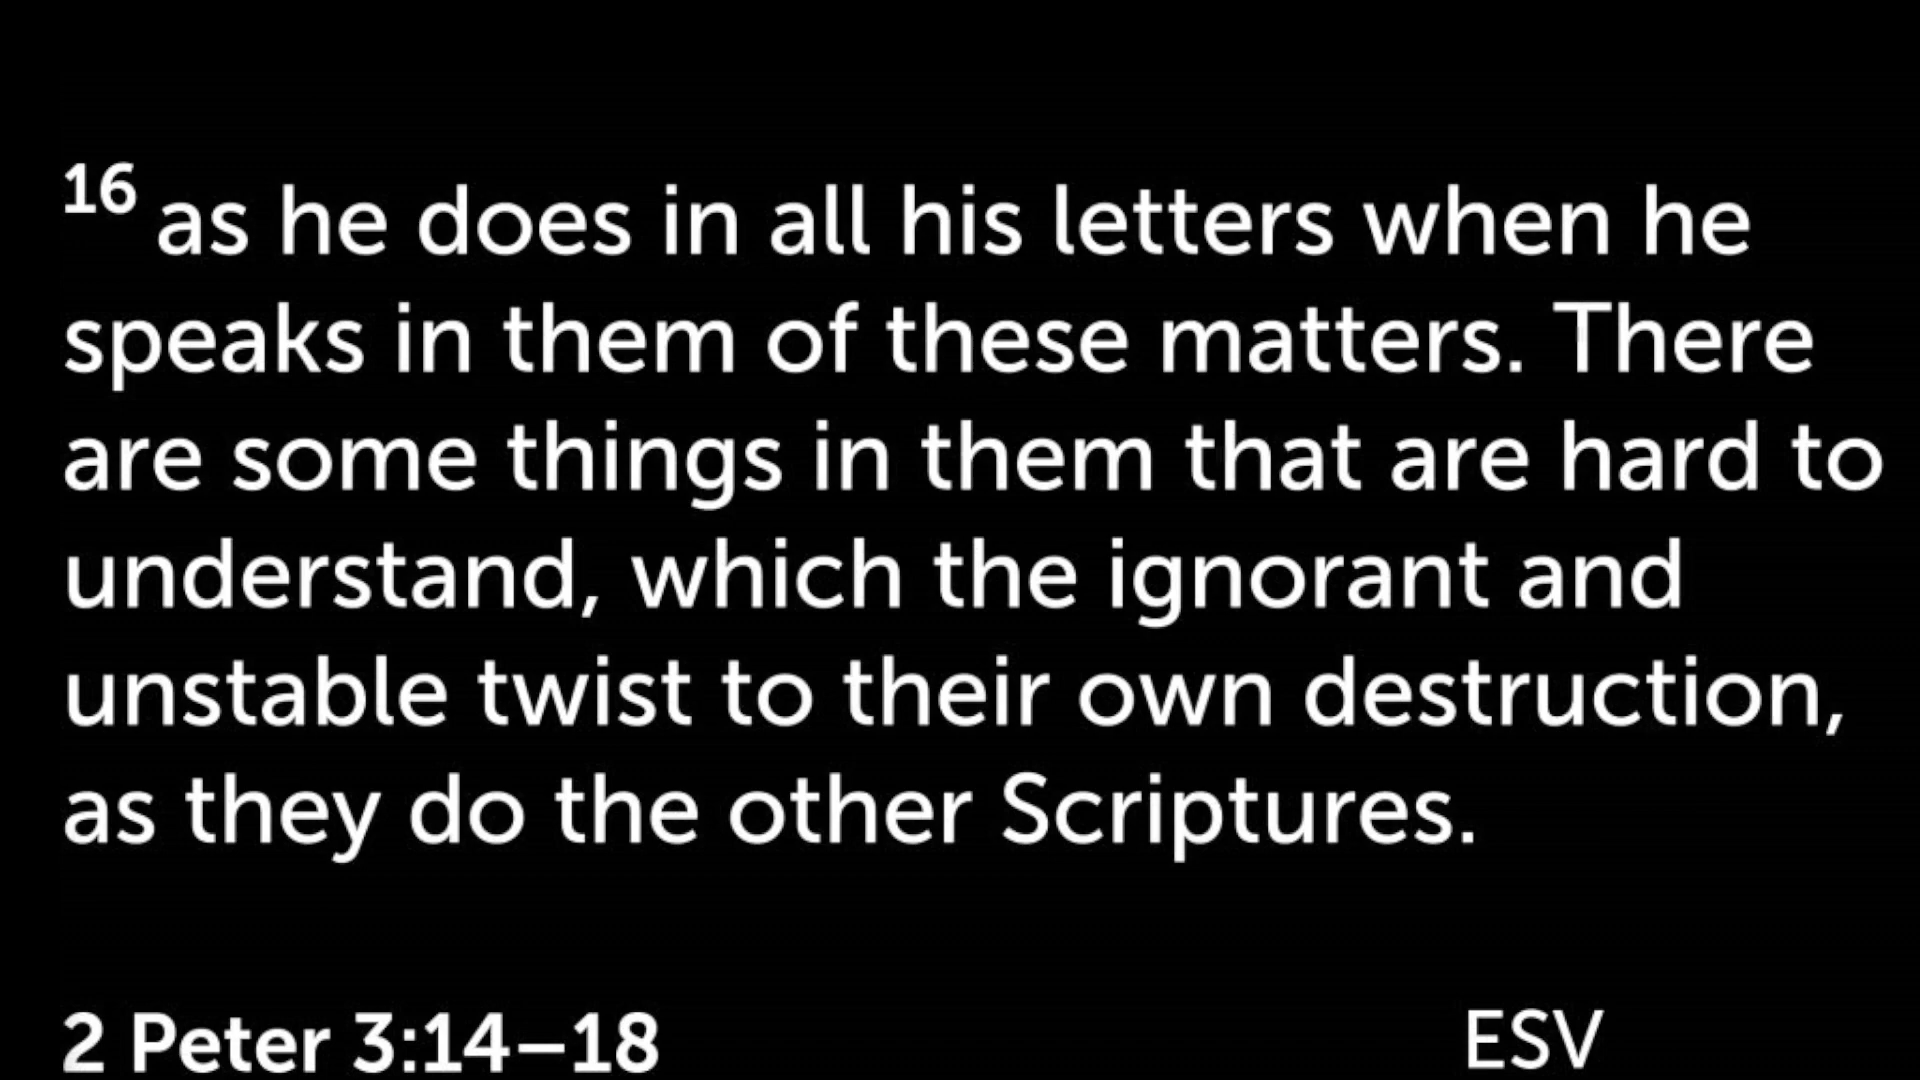 16 as he does in all his letters when he
speaks in them of these matters. There
are some things in them that are hard to
understand, which the ignorant and
unstable twist to their own destruction,
as they do the other Scriptures.
2 Peter 3:14–18 ESV